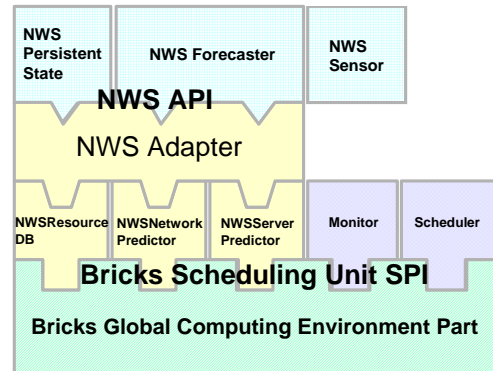 NWS
Persistent
State
NWS Forecaster
NWS
Sensor
NWS API
NWS Adapter
NWSResource
DB
NWSNetwork
Predictor
NWSServer
Predictor
Monitor
Scheduler
Bricks Scheduling Unit SPI
Bricks Global Computing Environment Part